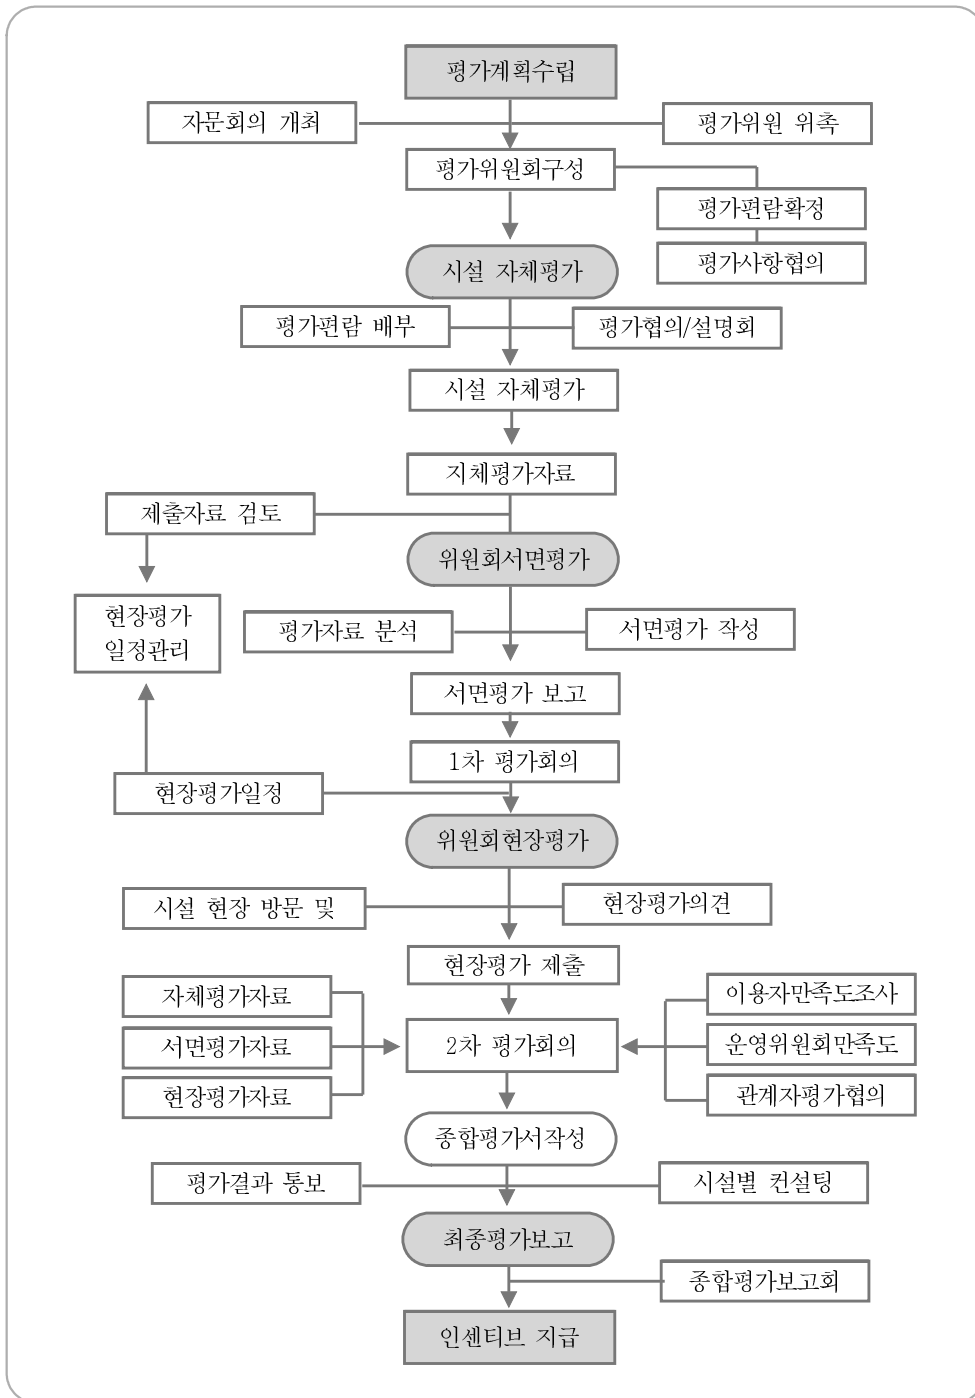 평가계획수립
자문회의 개최
평가위원 위촉
평가위원회구성
평가편람확정
평가사항협의
시설 자체평가
평가편람 배부
평가협의/설명회
시설 자체평가
지체평가자료
제출자료 검토
위원회서면평가
현장평가
일정관리
평가자료 분석
서면평가 작성
서면평가 보고
1차 평가회의
현장평가일정
위원회현장평가
시설 현장 방문 및
현장평가의견
현장평가 제출
자체평가자료
이용자만족도조사
서면평가자료
2차 평가회의
운영위원회만족도
현장평가자료
관계자평가협의
종합평가서작성
평가결과 통보
시설별 컨설팅
최종평가보고
종합평가보고회
인센티브 지급